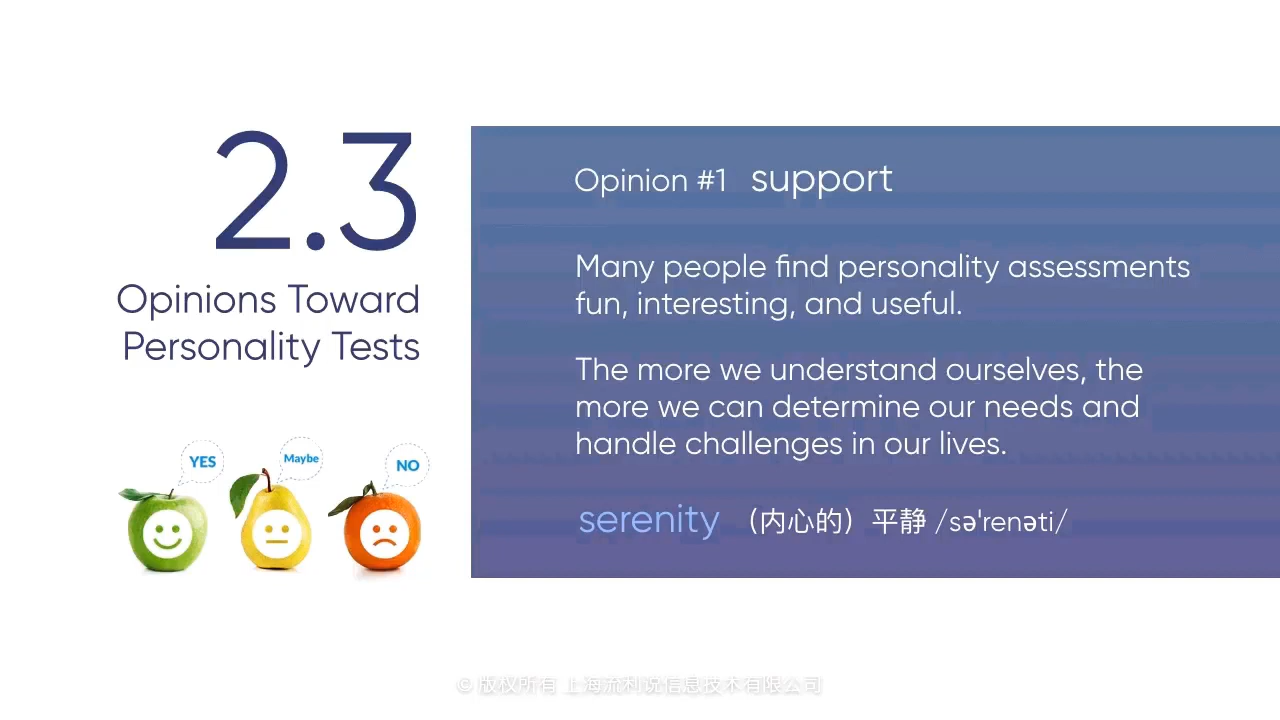 2.3
Opinions Toward
Personality Tests
YES
Maybe
NO
Opinion #1 support
Many people find personality assessments
fun, interesting, and useful.
The more we understand ourselves, the
more we can determine our needs and
handle challenges in our lives.
serenity （内心的）平静 /sə'renəti/
© 版权所有 上海流利说信息技术有限公司